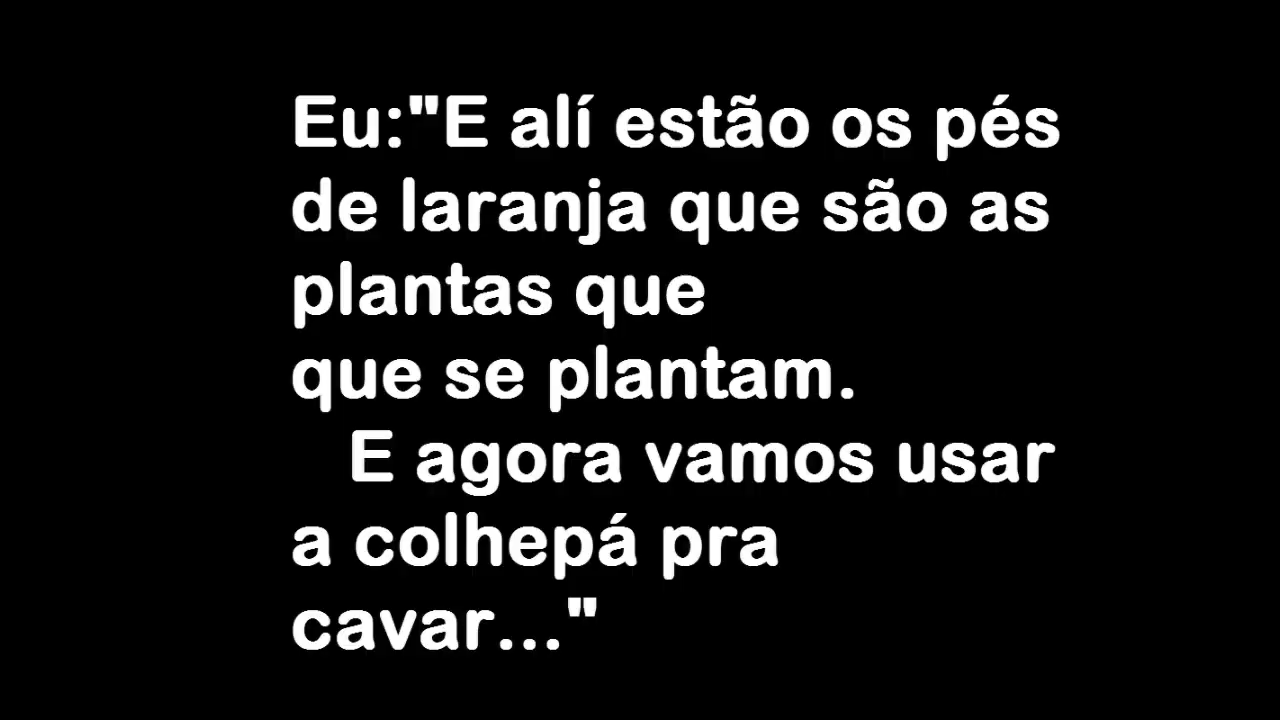 Eu:"E alí estão os pés
de laranja que são as
plantas que
que se plantam.
E agora vamos usar
a colhepá pra
cavar..."